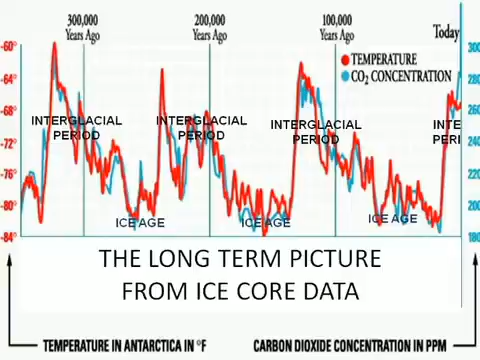 300,000
Years Ago
200,000
Years Ago
100,000
Years Ago
Today
-60°
-64°
-68°
-72°
-76°
-80°
-84°
300
280
260
240
220
200
180
TEMPERATURE
CO2 CONCENTRATION
INTERGLACIAL
PERIOD
INTERGLACIAL
PERIOD
INTERGLACIAL
PERIOD
INTE
PERI
ICE AGE
ICE AGE
ICE AGE
THE LONG TERM PICTURE
FROM ICE CORE DATA
TEMPERATURE IN ANTARCTICA IN °F
CARBON DIOXIDE CONCENTRATION IN PPM